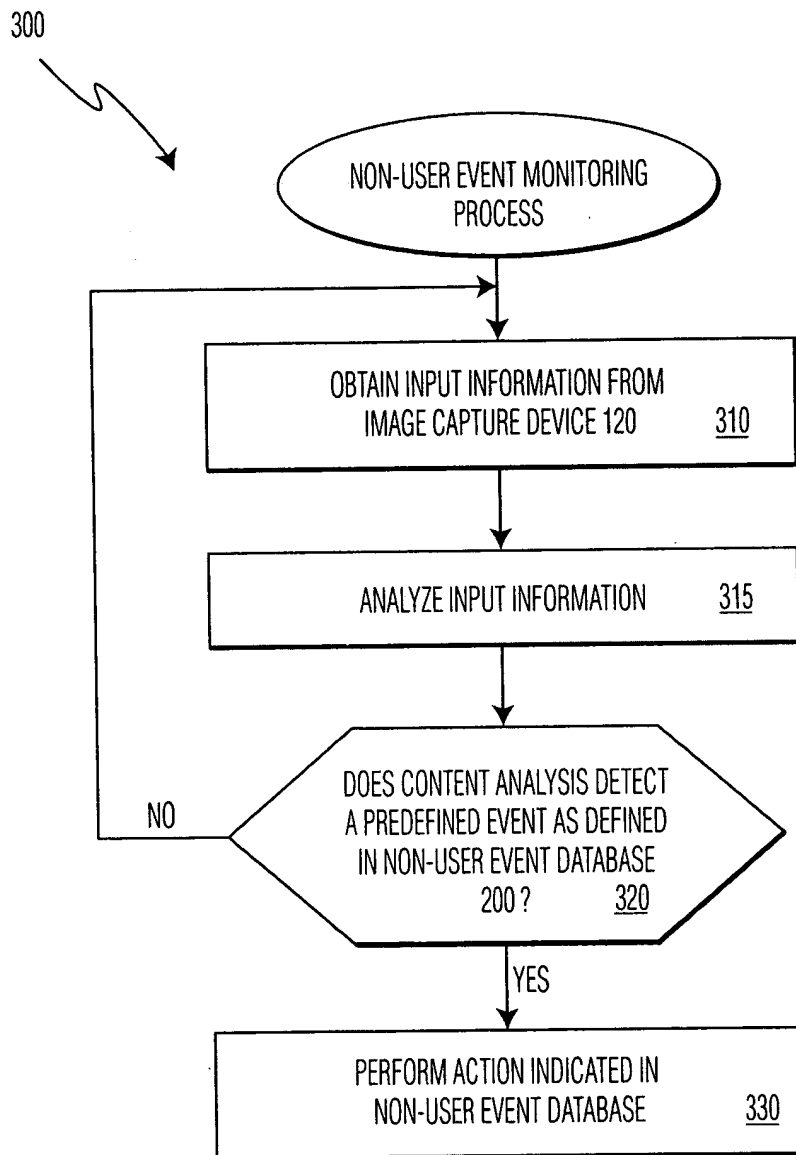 300
NON-USER EVENT MONITORING
PROCESS
OBTAIN INPUT INFORMATION FROM
IMAGE CAPTURE DEVICE 120 310
ANALYZE INPUT INFORMATION 315
DOES CONTENT ANALYSIS DETECT
A PREDEFINED EVENT AS DEFINED
IN NON-USER EVENT DATABASE
200 ? 320
NO
YES
PERFORM ACTION INDICATED IN
NON-USER EVENT DATABASE 330